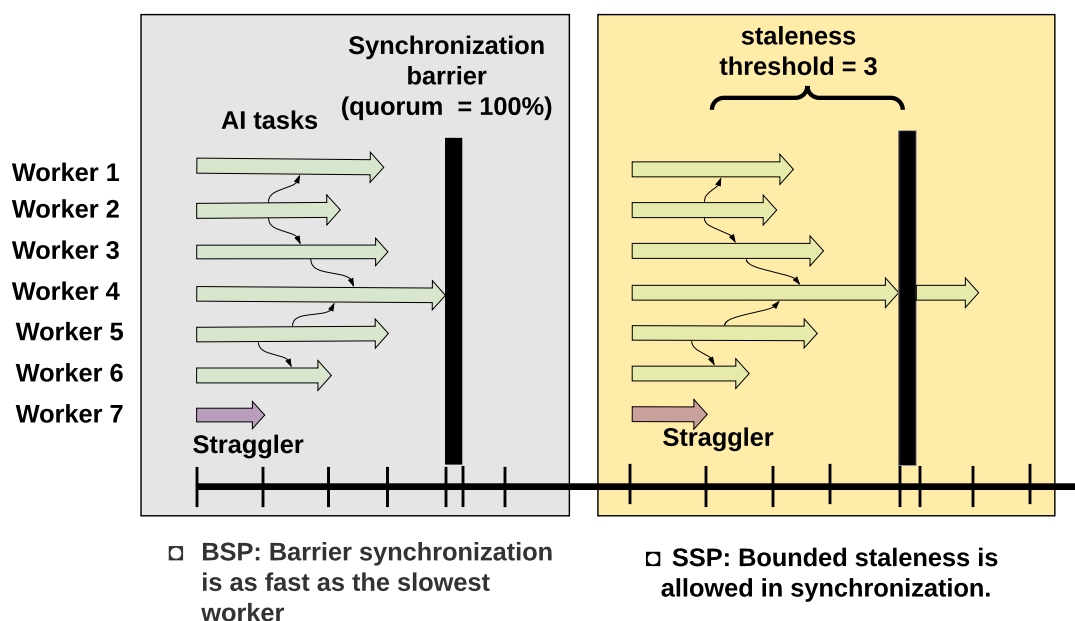 Synchronization
barrier
(quorum = 100%)
AI tasks
staleness
threshold = 3
Worker 1
Worker 2
Worker 3
Worker 4
Worker 5
Worker 6
Worker 7
Straggler
Straggler
◘ BSP: Barrier synchronization
is as fast as the slowest
worker
◘ SSP: Bounded staleness is
allowed in synchronization.